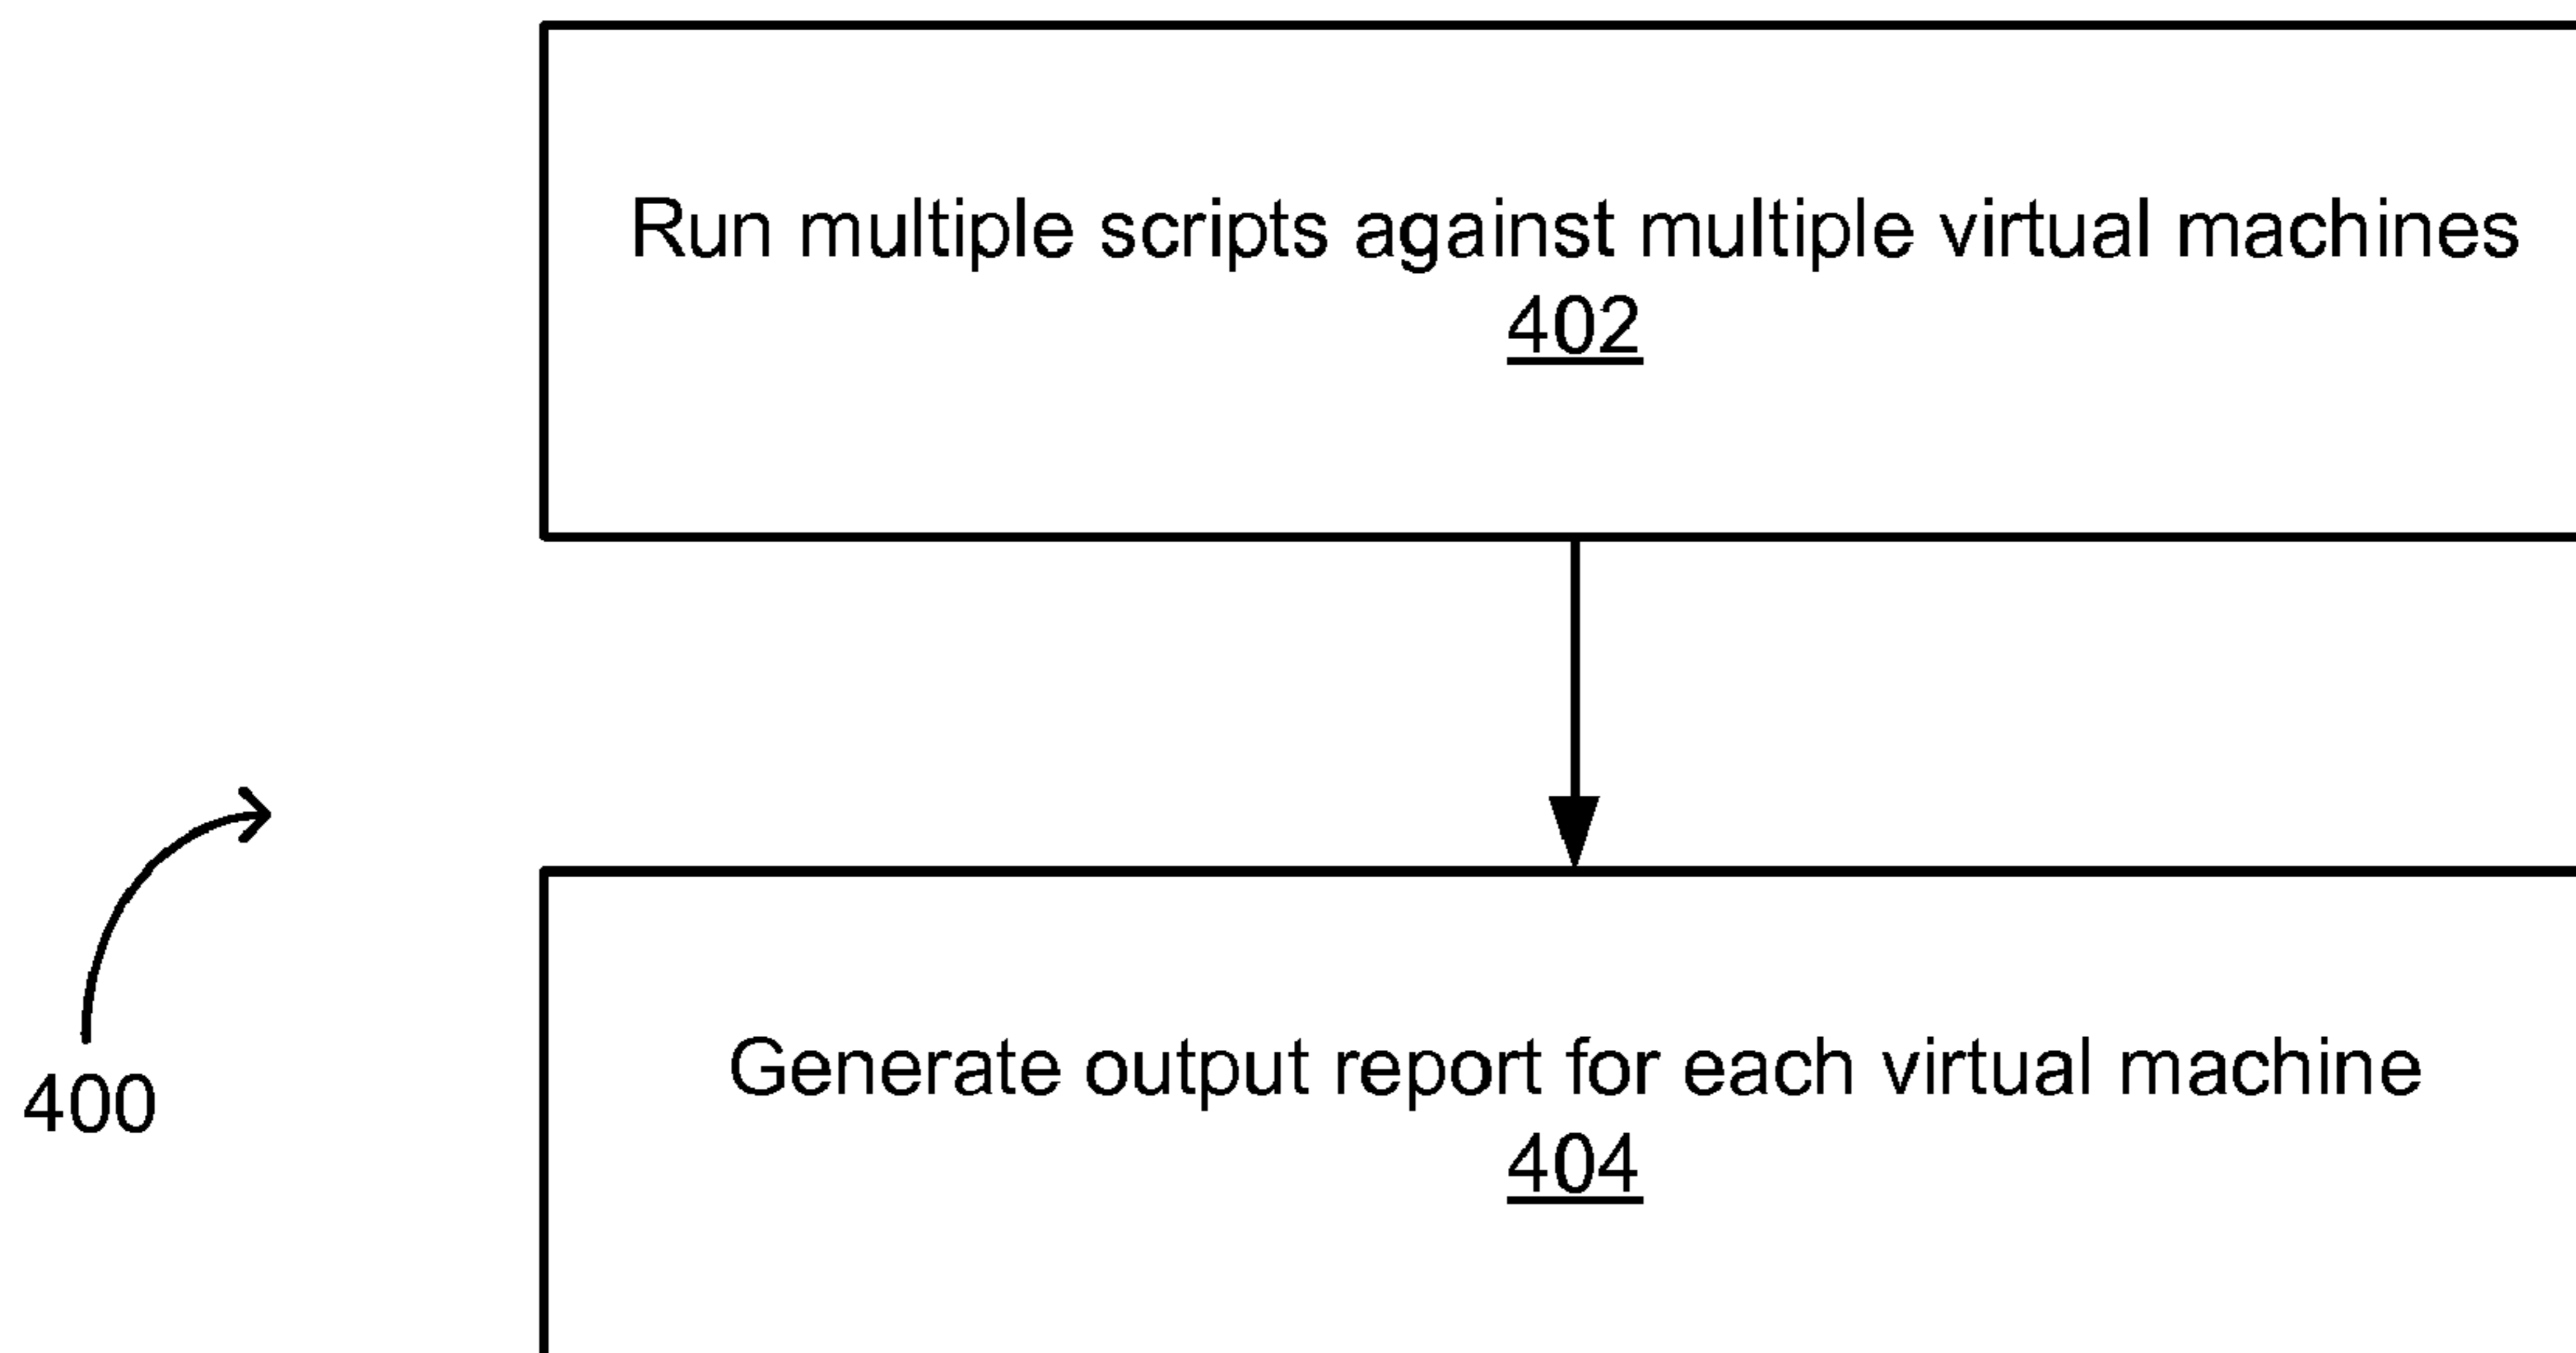 Run multiple scripts against multiple virtual machines
402
Generate output report for each virtual machine
404
400